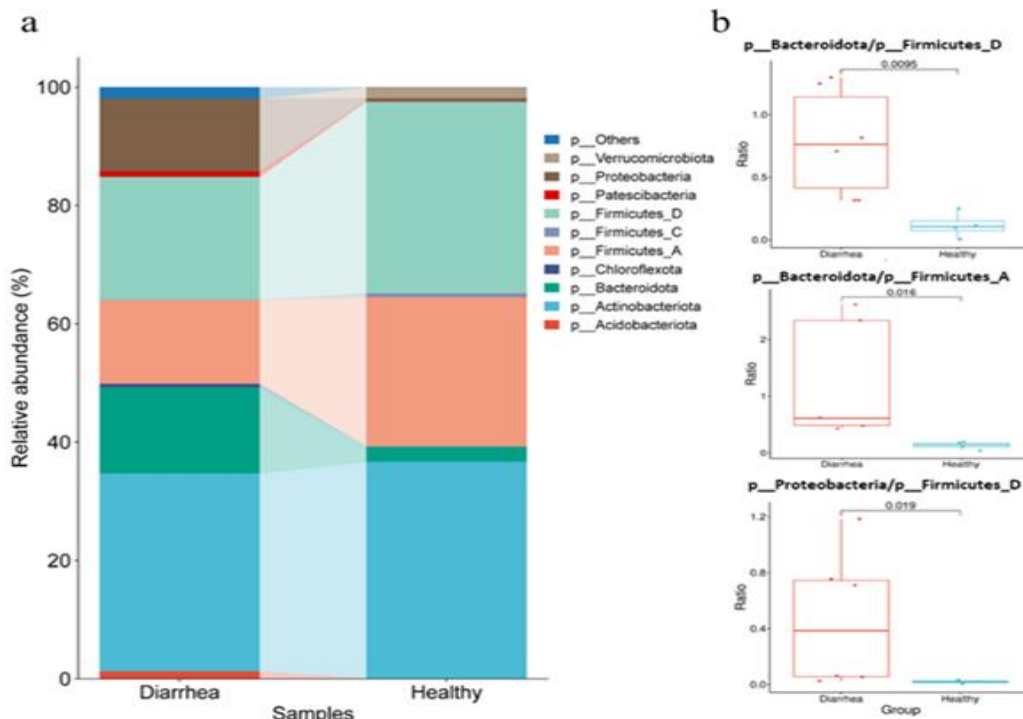 a
Relative abundance (%)
100
80
60
40
20
0
Diarrhea
Healthy
Samples
p__Others
p__Verrucomicrobiota
p__Proteobacteria
p__Patescibacteria
p__Firmicutes_D
p__Firmicutes_C
p__Firmicutes_A
p__Chloroflexota
p__Bacteroidota
p__Actinobacteriota
p__Acidobacteriota
b
p__Bacteroidota/p__Firmicutes_D
0.0095
Ratio
1.0
0.5
0.0
Diarrhea
Healthy
p__Bacteroidota/p__Firmicutes_A
0.016
Ratio
2
1
0
Diarrhea
Healthy
p__Proteobacteria/p__Firmicutes_D
0.019
Ratio
1.2
0.8
0.4
0.0
Diarrhea
Healthy
Group